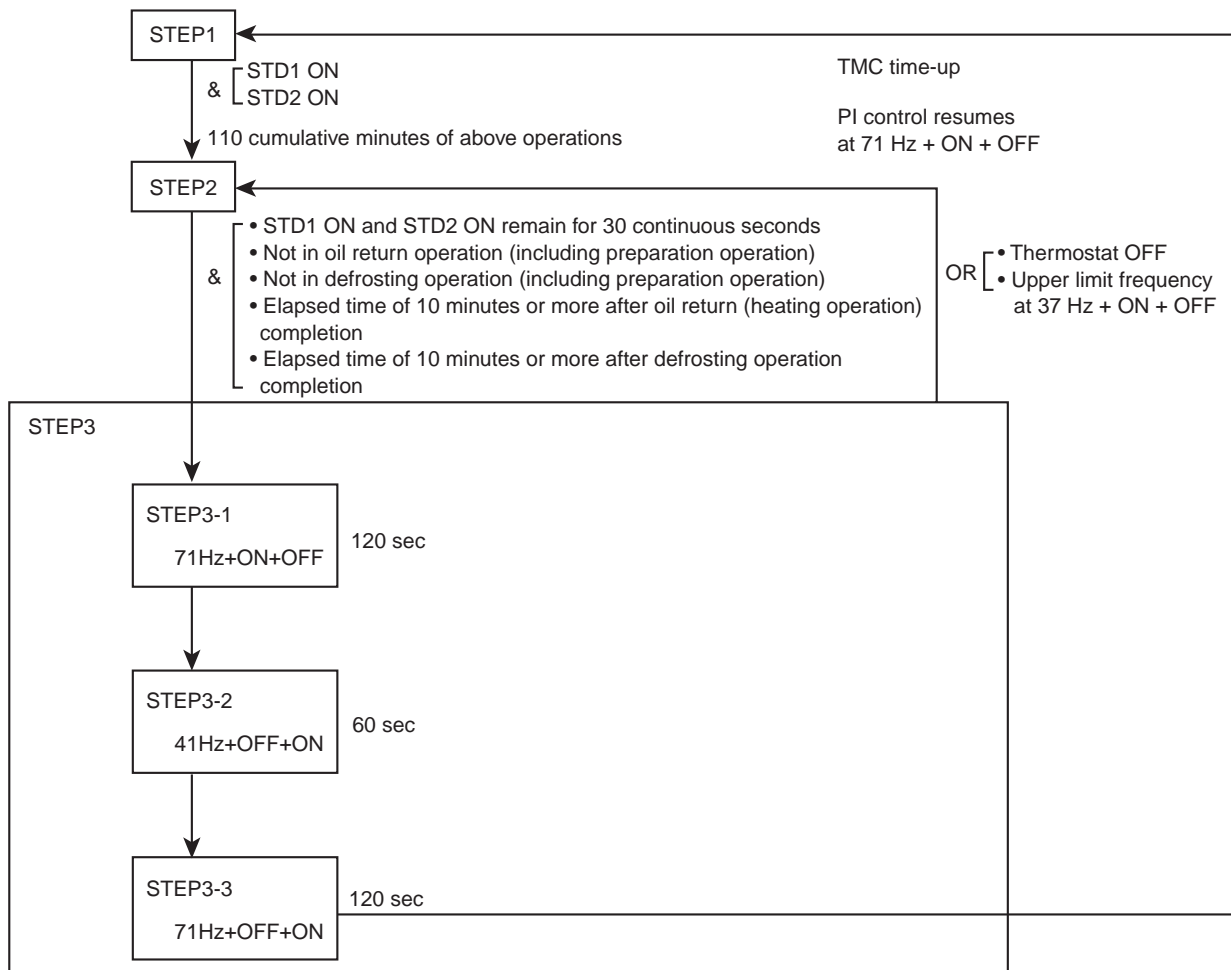 STEP1
&
STD1 ON
STD2 ON
110 cumulative minutes of above operations
TMC time-up
PI control resumes
at 71 Hz + ON + OFF
STEP2
&
• STD1 ON and STD2 ON remain for 30 continuous seconds
• Not in oil return operation (including preparation operation)
• Not in defrosting operation (including preparation operation)
• Elapsed time of 10 minutes or more after oil return (heating operation)
completion
• Elapsed time of 10 minutes or more after defrosting operation
completion
OR
• Thermostat OFF
• Upper limit frequency
at 37 Hz + ON + OFF
STEP3
STEP3-1
71Hz+ON+OFF
120 sec
STEP3-2
41Hz+OFF+ON
60 sec
STEP3-3
71Hz+OFF+ON
120 sec